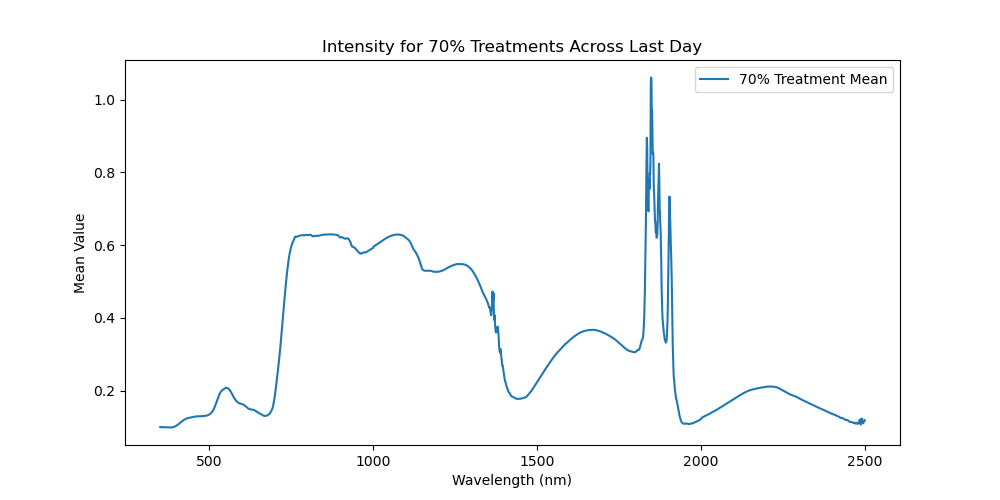 Intensity for 70% Treatments Across Last Day
70% Treatment Mean
Mean Value
1.0
0.8
0.6
0.4
0.2
500
1000
1500
2000
2500
Wavelength (nm)